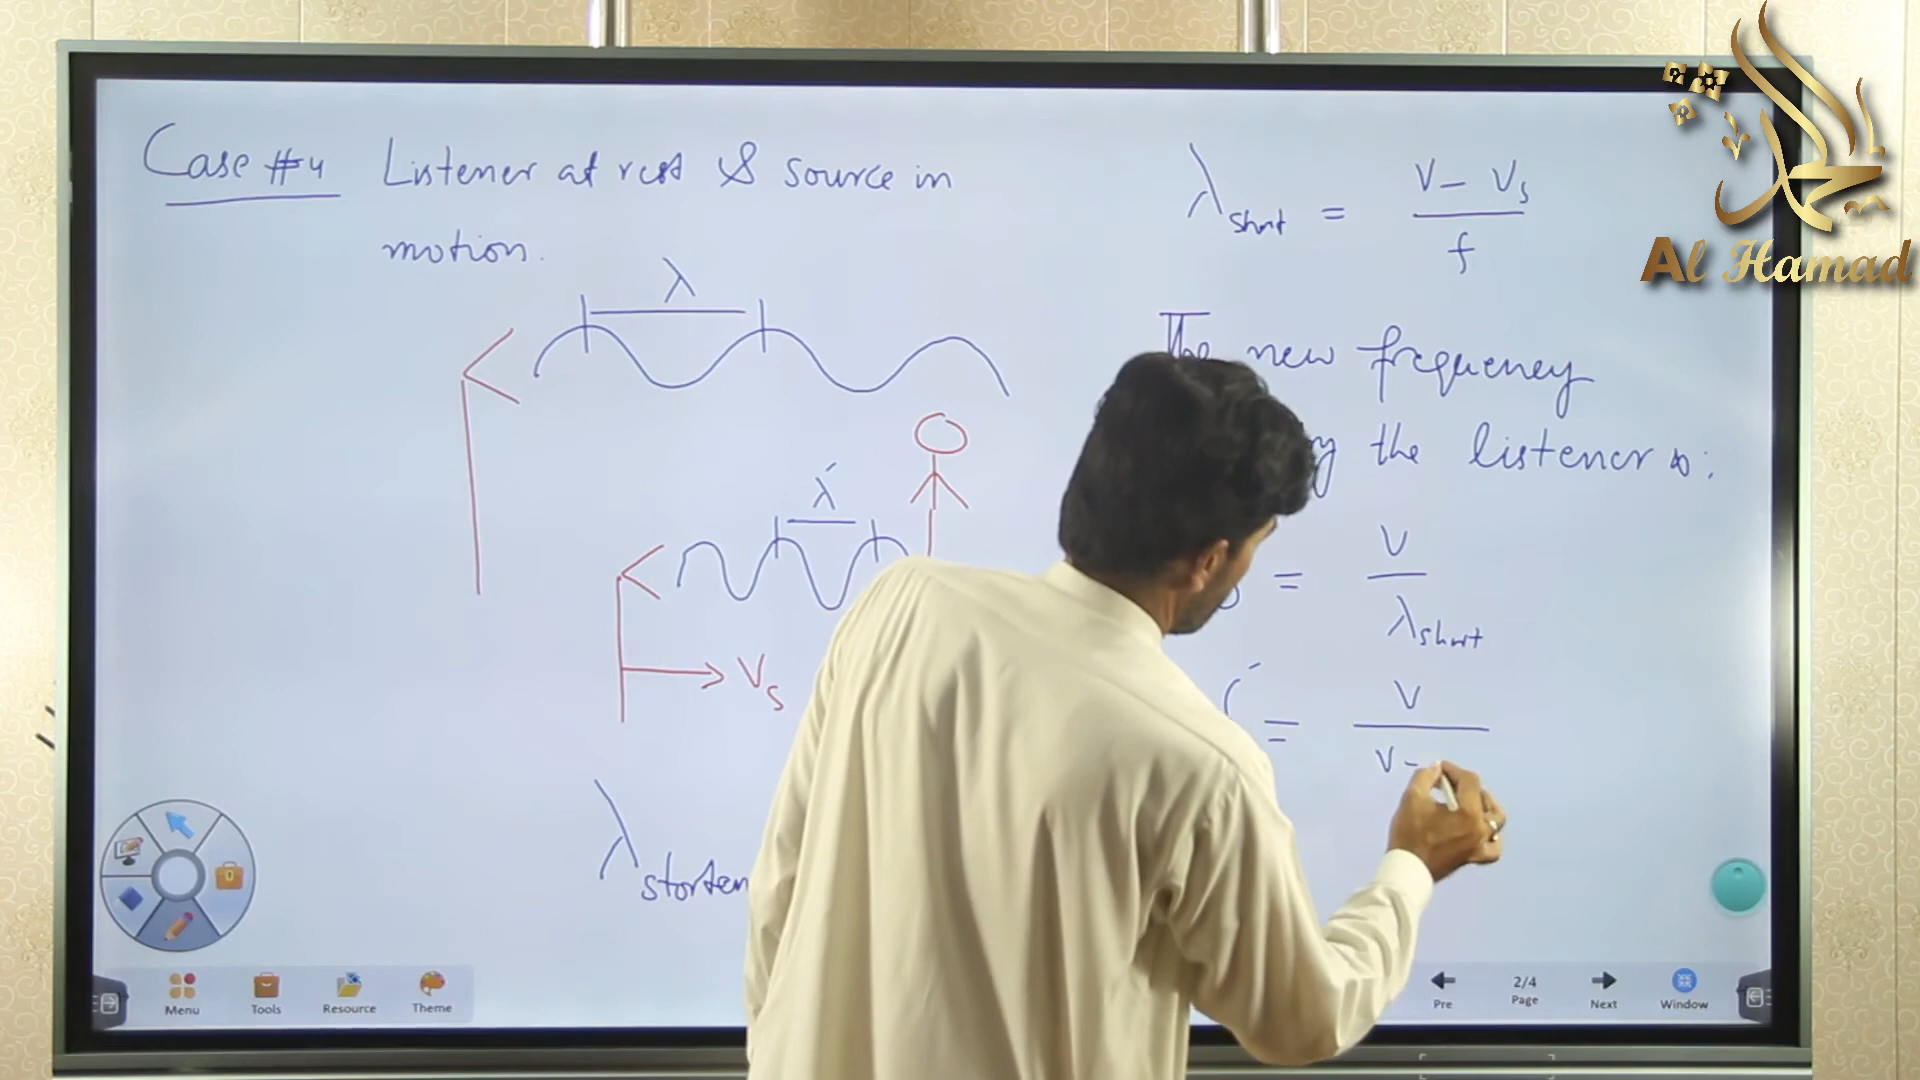 Case #4 Listener at rest & source in
motion.
λ
λ́
Vs
λ
λshort = V - Vs / f
The new frequency
the listener is:
= V / λshort
= V / V -
Al Hamad
Menu Tools Resource Theme
Pre 2/4 Page Next Window